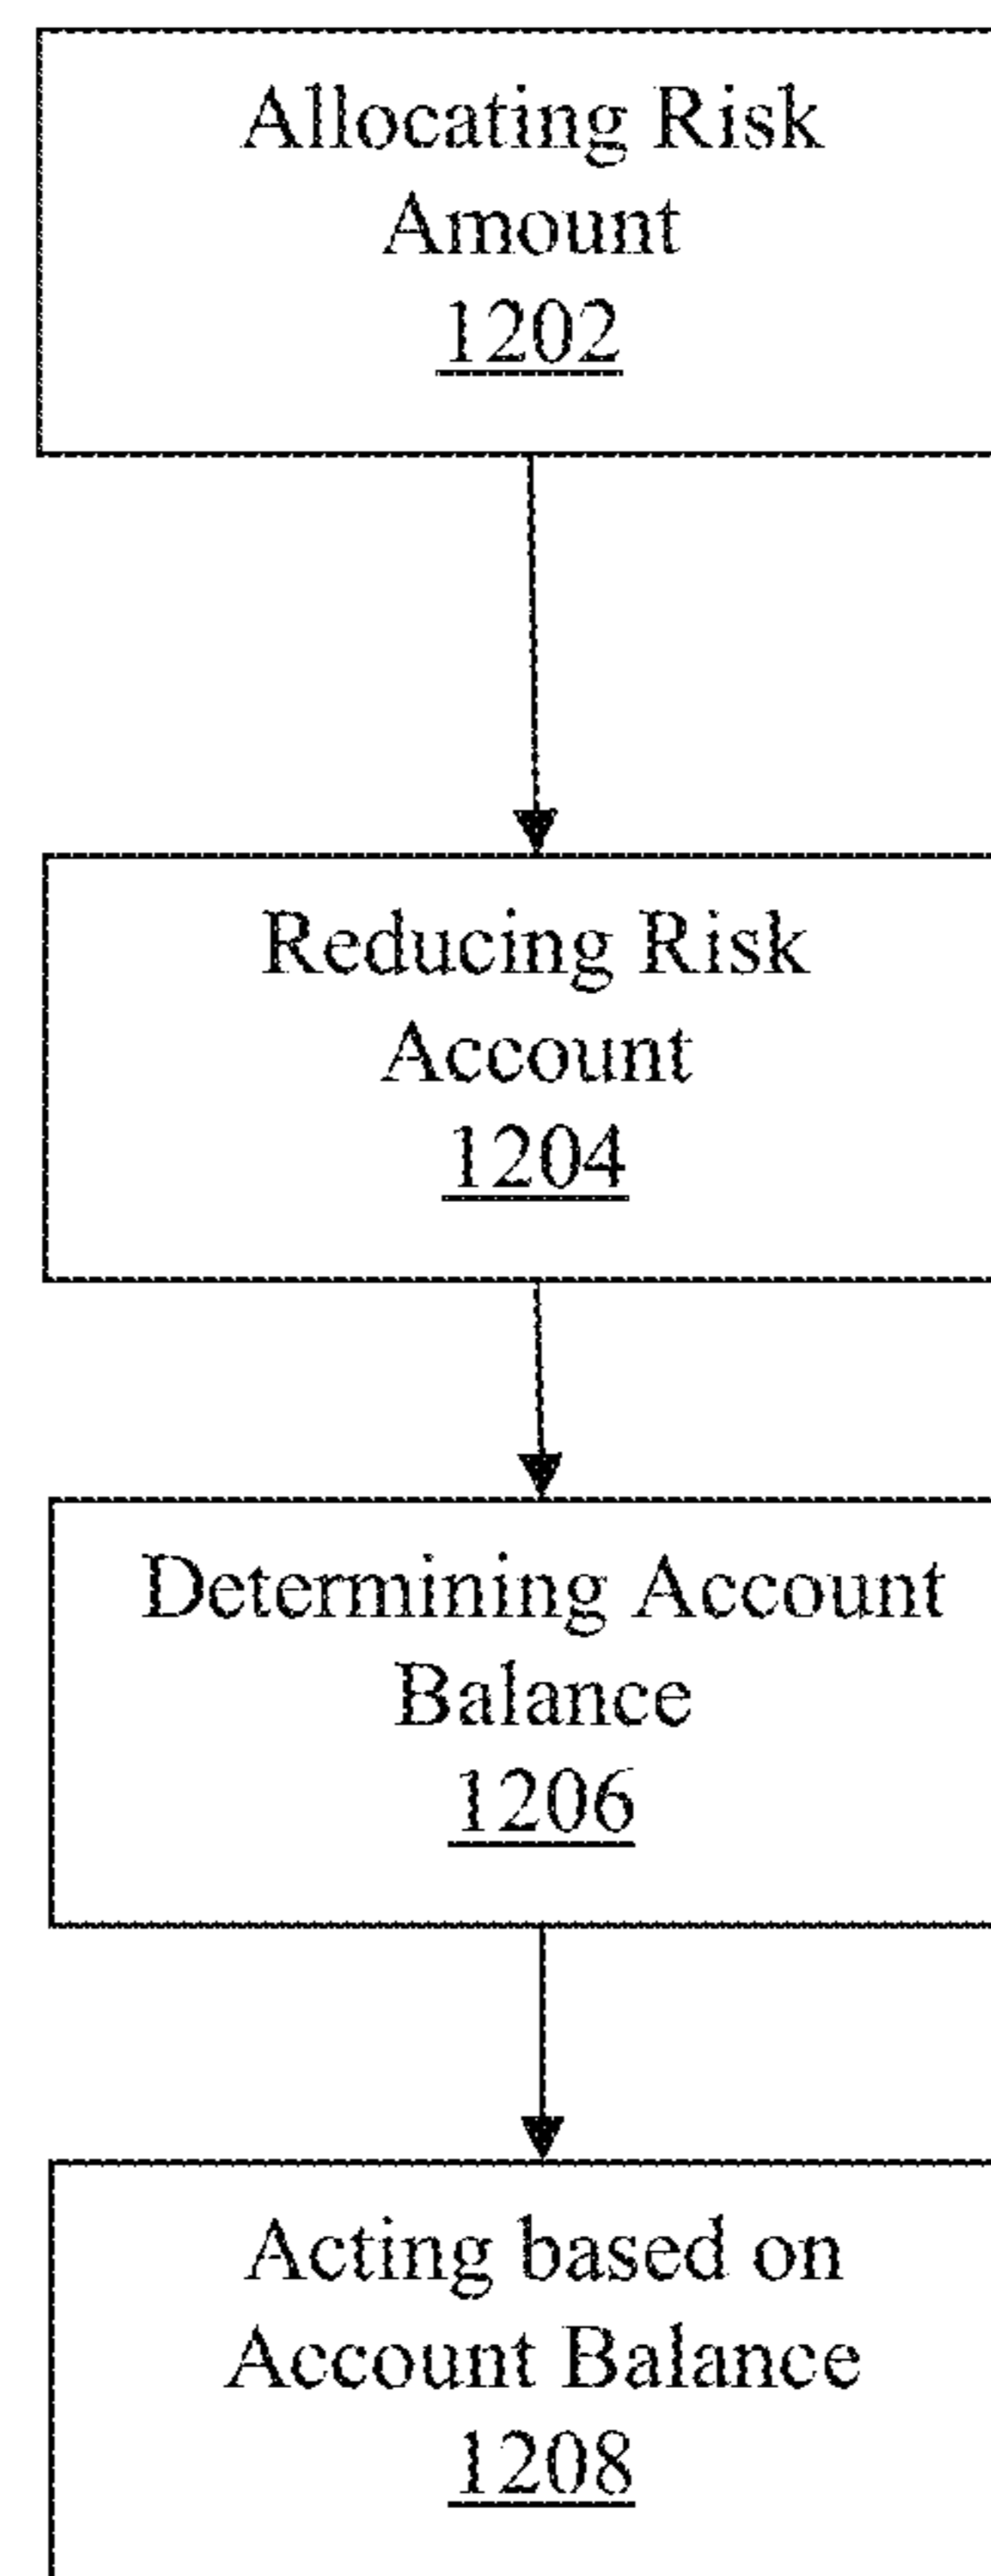 Allocating Risk
Amount
1202
Reducing Risk
Account
1204
Determining Account
Balance
1206
Acting based on
Account Balance
1208